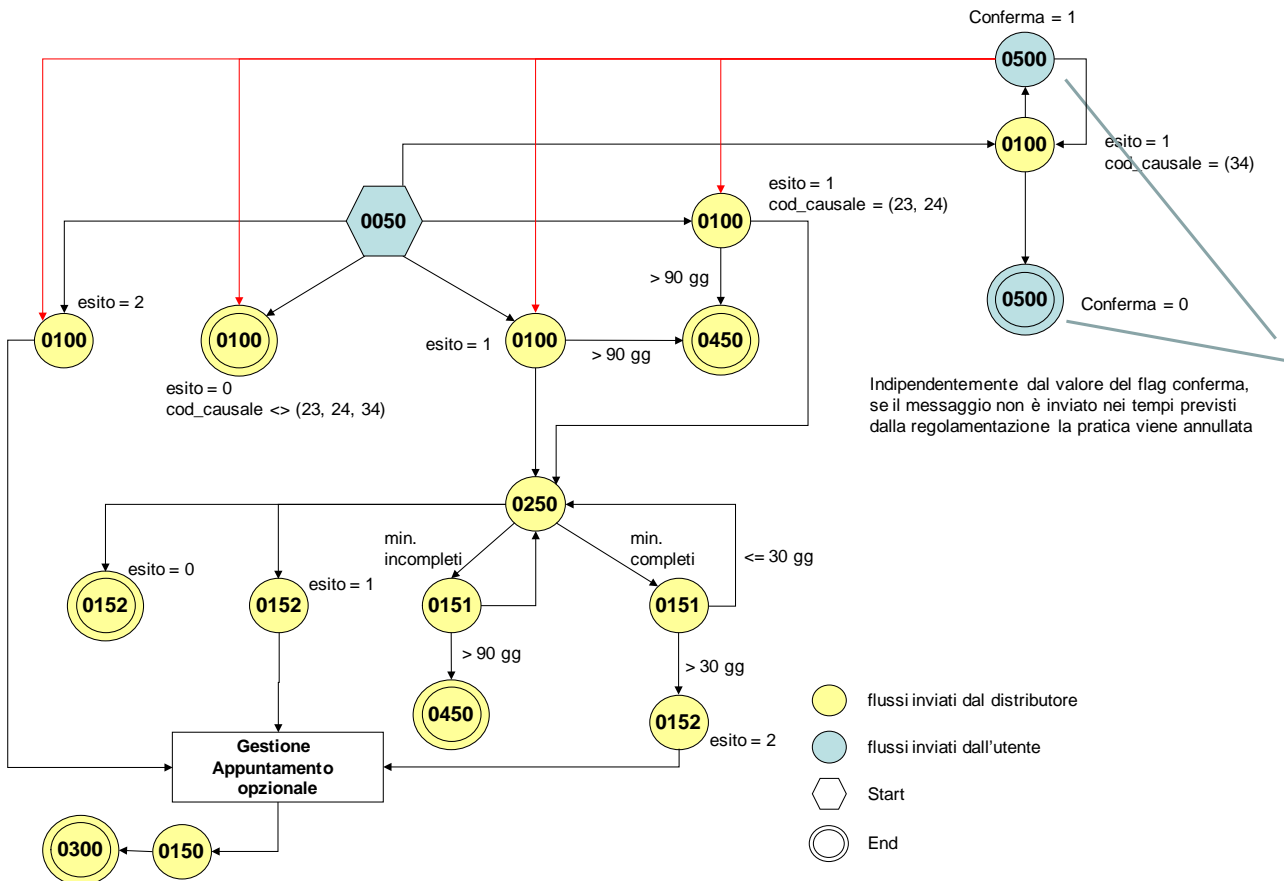 Conferma = 1
0500
0100
esito = 1
cod_causale = (34)
esito = 1
cod_causale = (23, 24)
0050
0100
> 90 gg
0500
Conferma = 0
esito = 2
0100
0100
esito = 1
0100
> 90 gg
0450
esito = 0
cod_causale <> (23, 24, 34)
Indipendentemente dal valore del flag conferma,
se il messaggio non è inviato nei tempi previsti
dalla regolamentazione la pratica viene annullata
0250
min.
incompleti
min.
completi
<= 30 gg
esito = 0
0152
esito = 1
0152
0151
0151
> 90 gg
> 30 gg
0450
0152
esito = 2
flussi inviati dal distributore
flussi inviati dall'utente
Start
End
Gestione
Appuntamento
opzionale
0300
0150